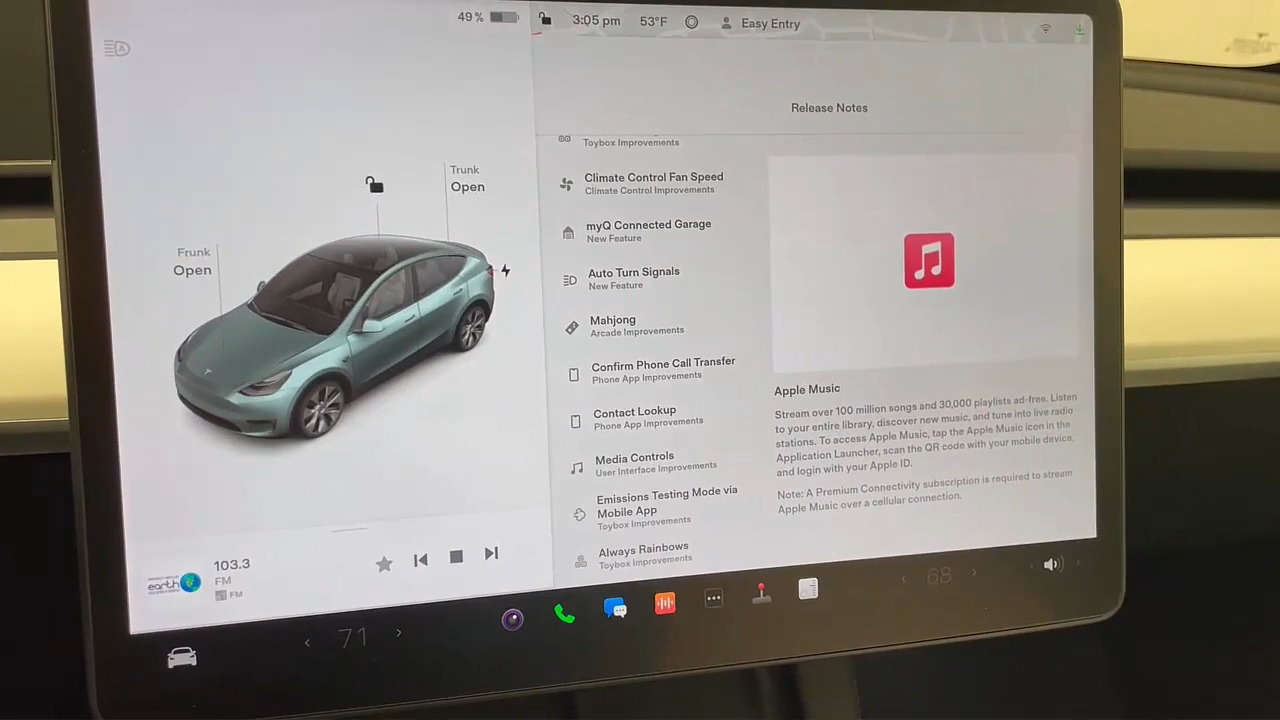 49 %
3:05 pm
53°F
Easy Entry
Release Notes
Trunk
Open
Frunk
Open
Toybox Improvements
Climate Control Fan Speed
Climate Control Improvements
myQ Connected Garage
New Feature
Auto Turn Signals
New Feature
Mahjong
Arcade Improvements
Confirm Phone Call Transfer
Phone App Improvements
Contact Lookup
Phone App Improvements
Media Controls
User Interface Improvements
Emissions Testing Mode via
Mobile App
Toybox Improvements
Always Rainbows
Toybox Improvements
Apple Music
Stream over 100 million songs and 30,000 playlists ad-free. Listen
to your entire library, discover new music, and tune into live radio
stations. To access Apple Music, tap the Apple Music icon in the
Application Launcher, scan the QR code with your mobile device,
and login with your Apple ID.
Note: A Premium Connectivity subscription is required to stream
Apple Music over a cellular connection.
earth
103.3
FM
FM
71
68